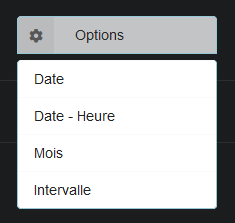 Options
Date
Date - Heure
Mois
Intervalle